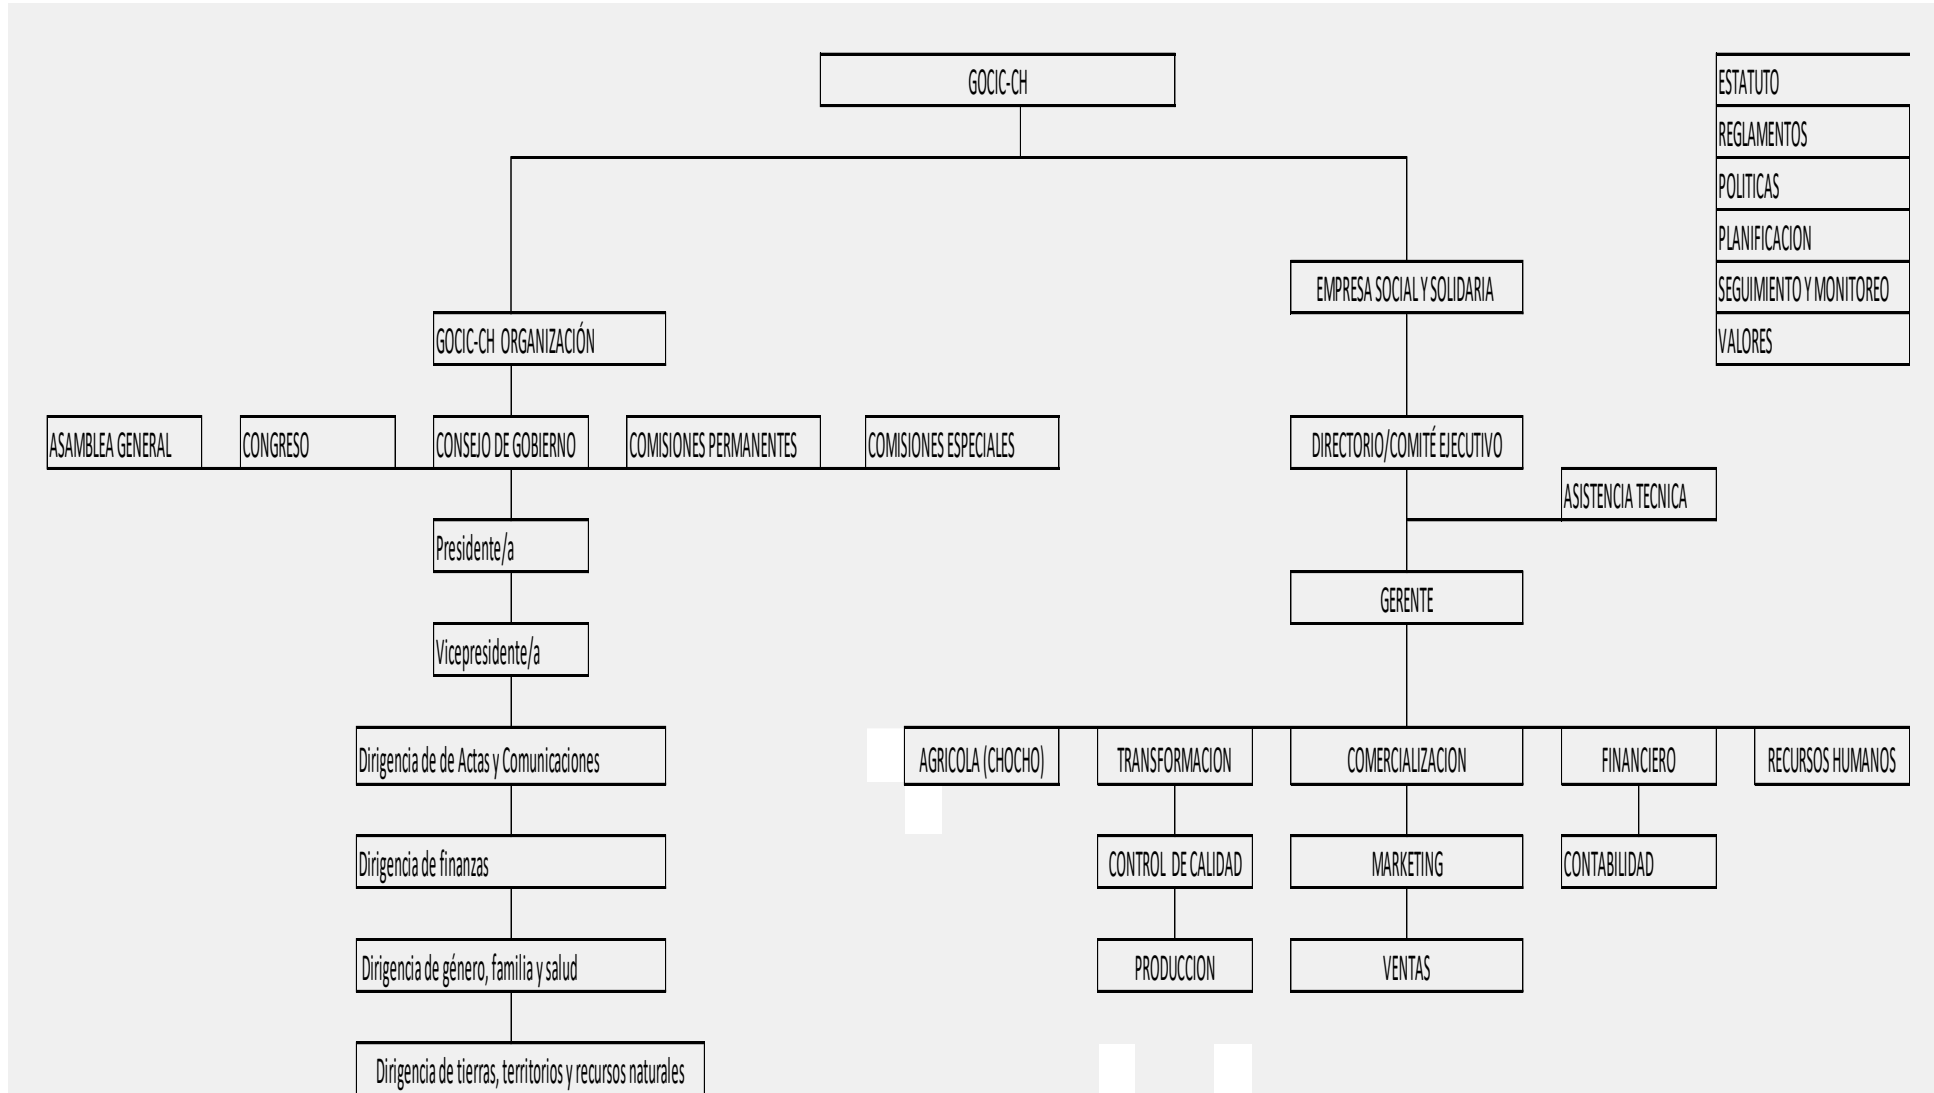 GOCIC-CH
ESTATUTO
REGLAMENTOS
POLITICAS
PLANIFICACION
EMPRESA SOCIAL Y SOLIDARIA
SEGUIMIENTO Y MONITOREO
GOCIC-CH ORGANIZACIÓN
VALORES
ASAMBLEA GENERAL
CONGRESO
CONSEJO DE GOBIERNO
COMISIONES PERMANENTES
COMISIONES ESPECIALES
DIRECTORIO/COMITÉ EJECUTIVO
ASISTENCIA TECNICA
Presidente/a
GERENTE
Vicepresidente/a
Dirigencia de de Actas y Comunicaciones
AGRICOLA (CHOCHO)
TRANSFORMACION
COMERCIALIZACION
FINANCIERO
RECURSOS HUMANOS
Dirigencia de finanzas
CONTROL DE CALIDAD
MARKETING
CONTABILIDAD
Dirigencia de género, familia y salud
PRODUCCION
VENTAS
Dirigencia de tierras, territorios y recursos naturales